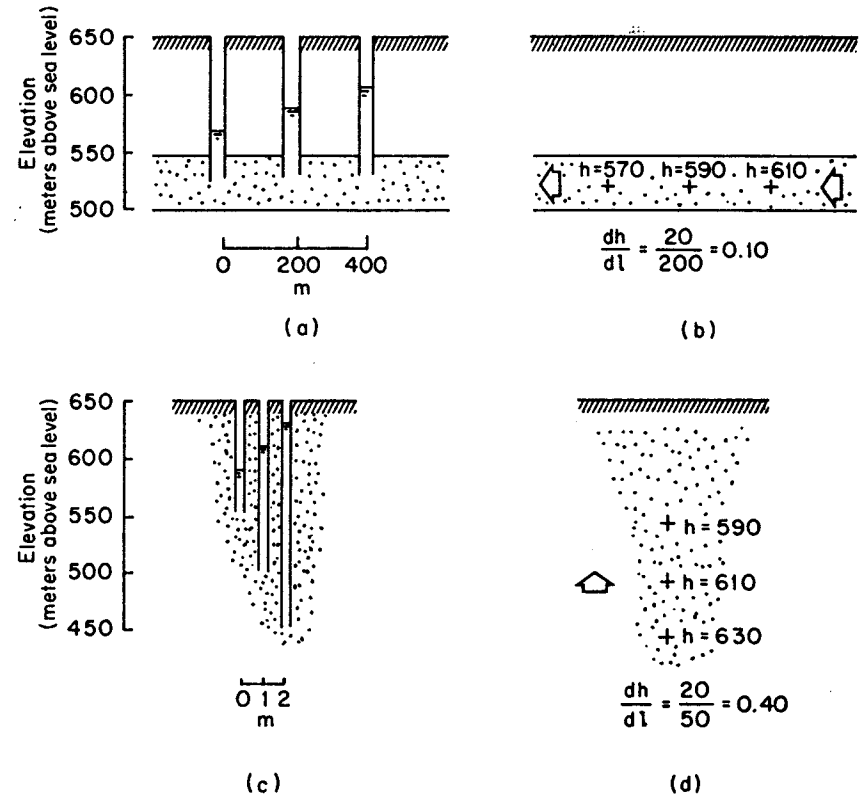 Elevation
(meters above sea level)
650
600
550
500
0 200 400
m
(a)
h=570 h=590 h=610
dh/dl = 20/200 = 0.10
(b)
Elevation
(meters above sea level)
650
600
550
500
450
0 1 2
m
(c)
h=590
h=610
h=630
dh/dl = 20/50 = 0.40
(d)